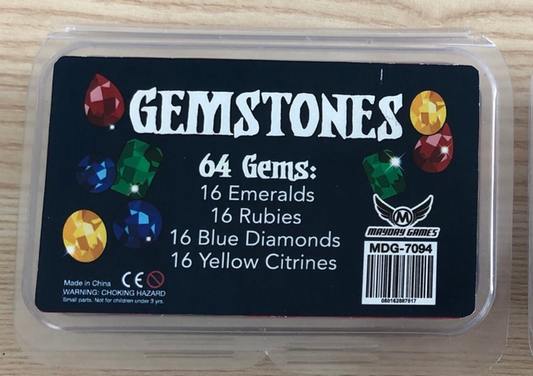 GEMSTONES
64 Gems:
16 Emeralds
16 Rubies
16 Blue Diamonds
16 Yellow Citrines
M
MAYDAY GAMES
MDG-7094
Made in China CE
WARNING: CHOKING HAZARD
Small parts. Not for children under 3 yrs.